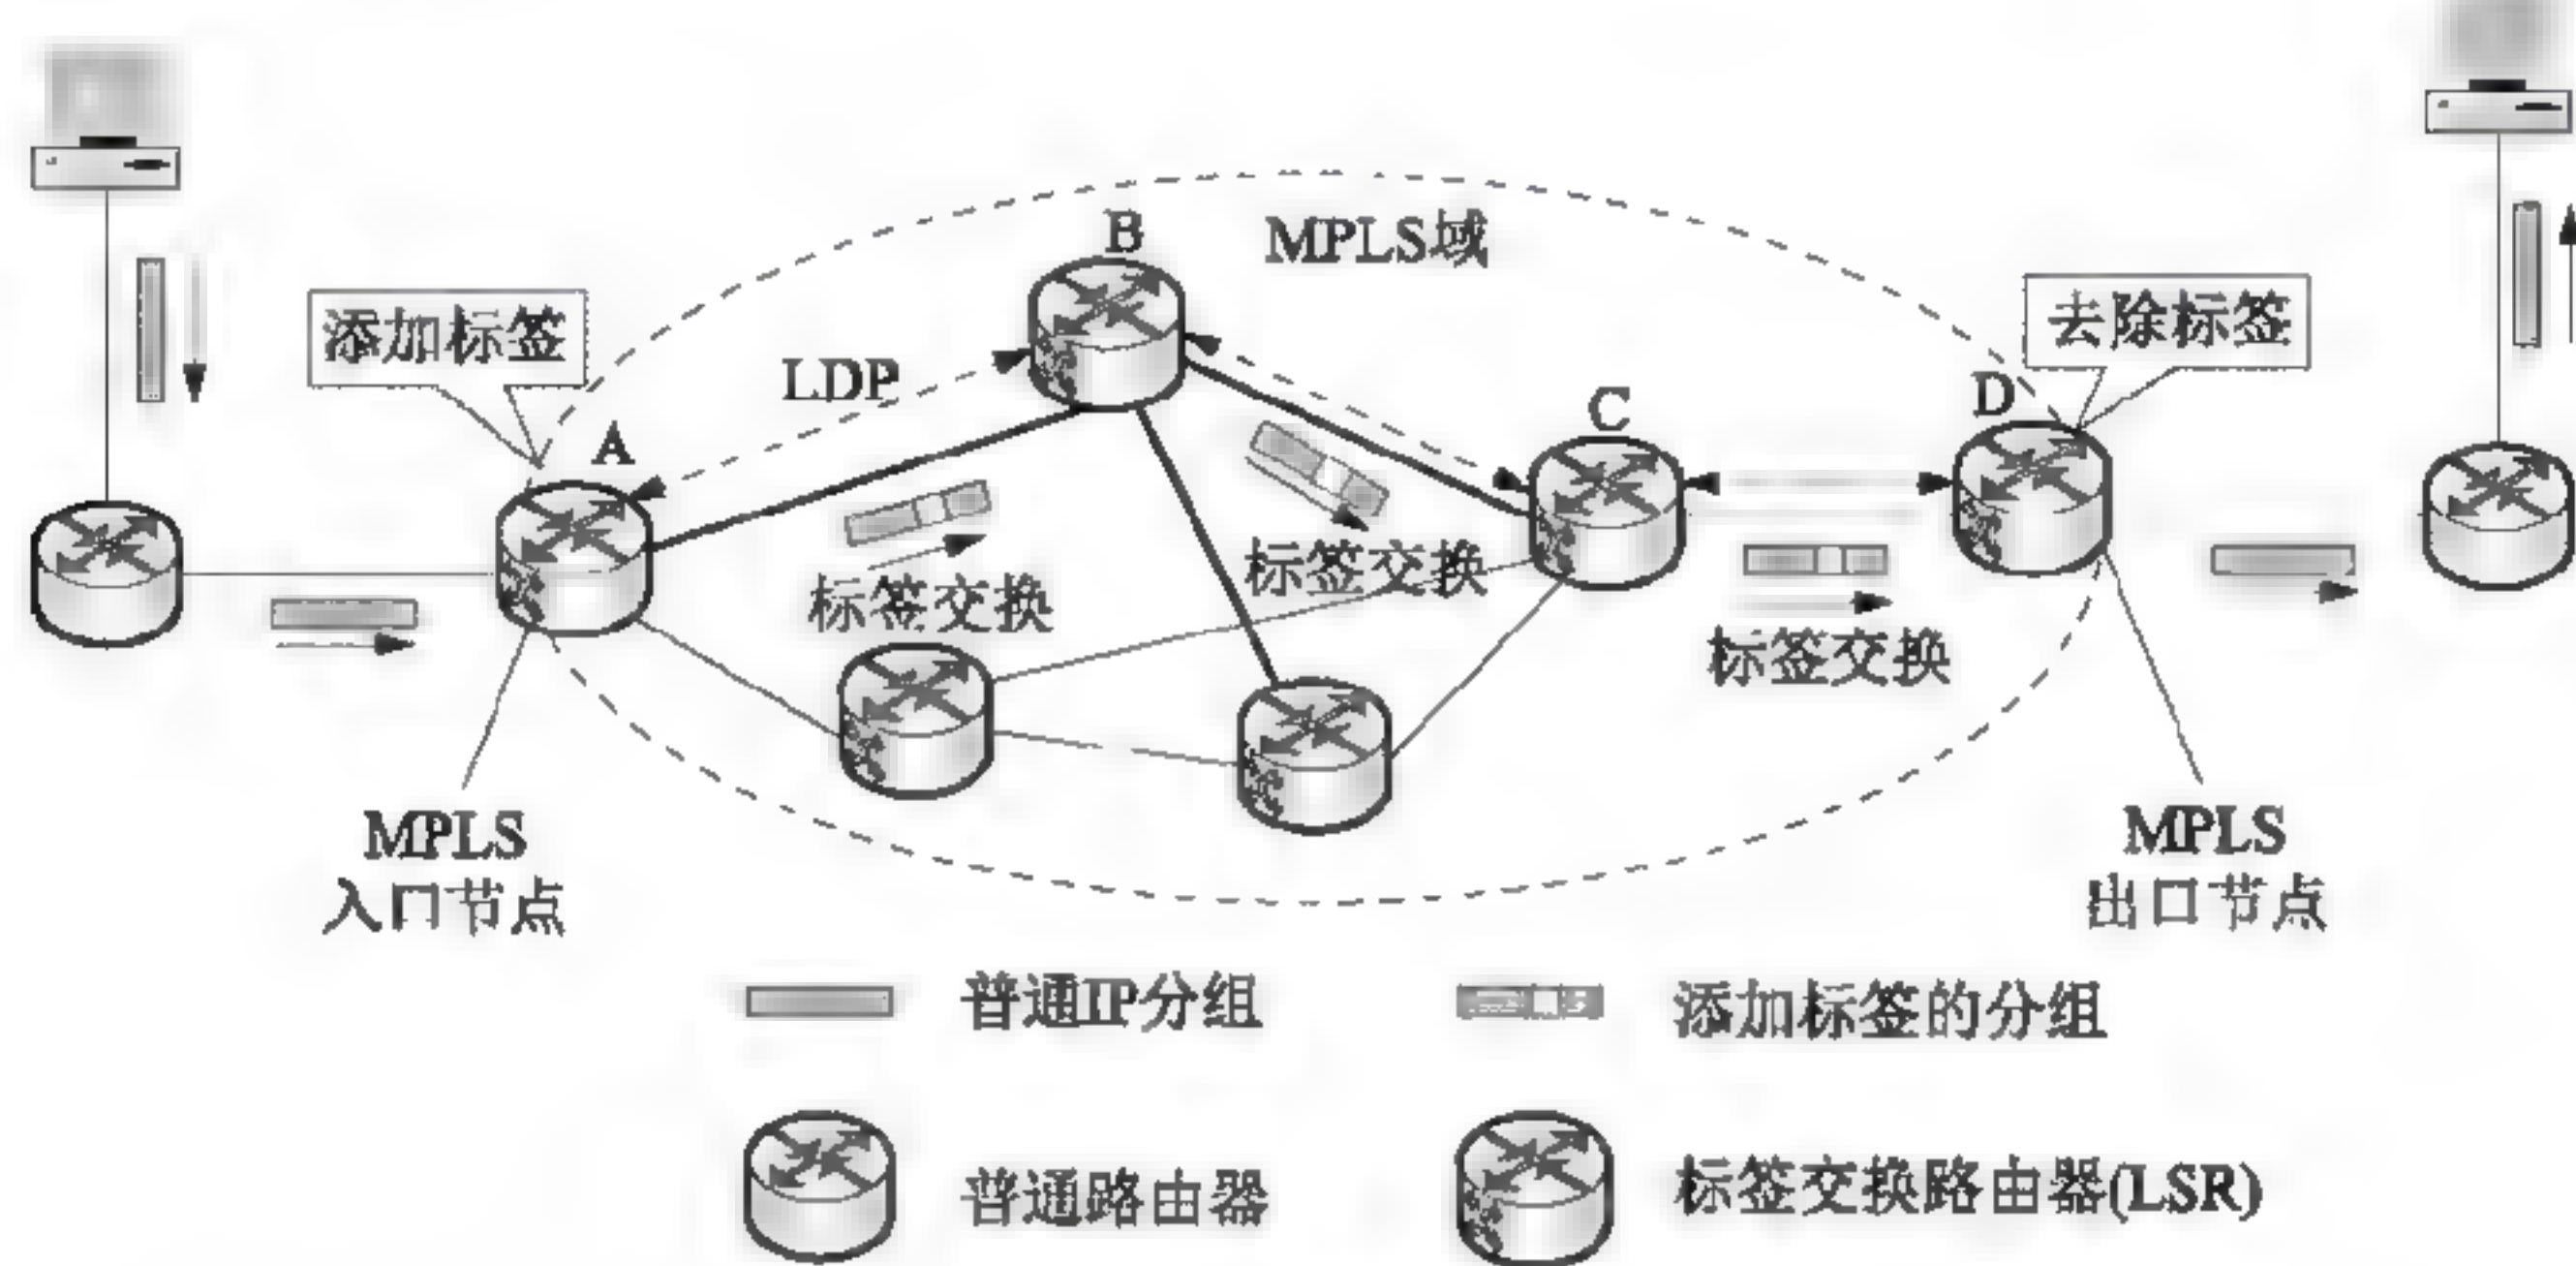 B
MPLS域
添加标签
去除标签
LDP
D
C
A
标签交换
标签交换
标签交换
MPLS
入口节点
MPLS
出口节点
普通IP分组
添加标签的分组
普通路由器
标签交换路由器(LSR)